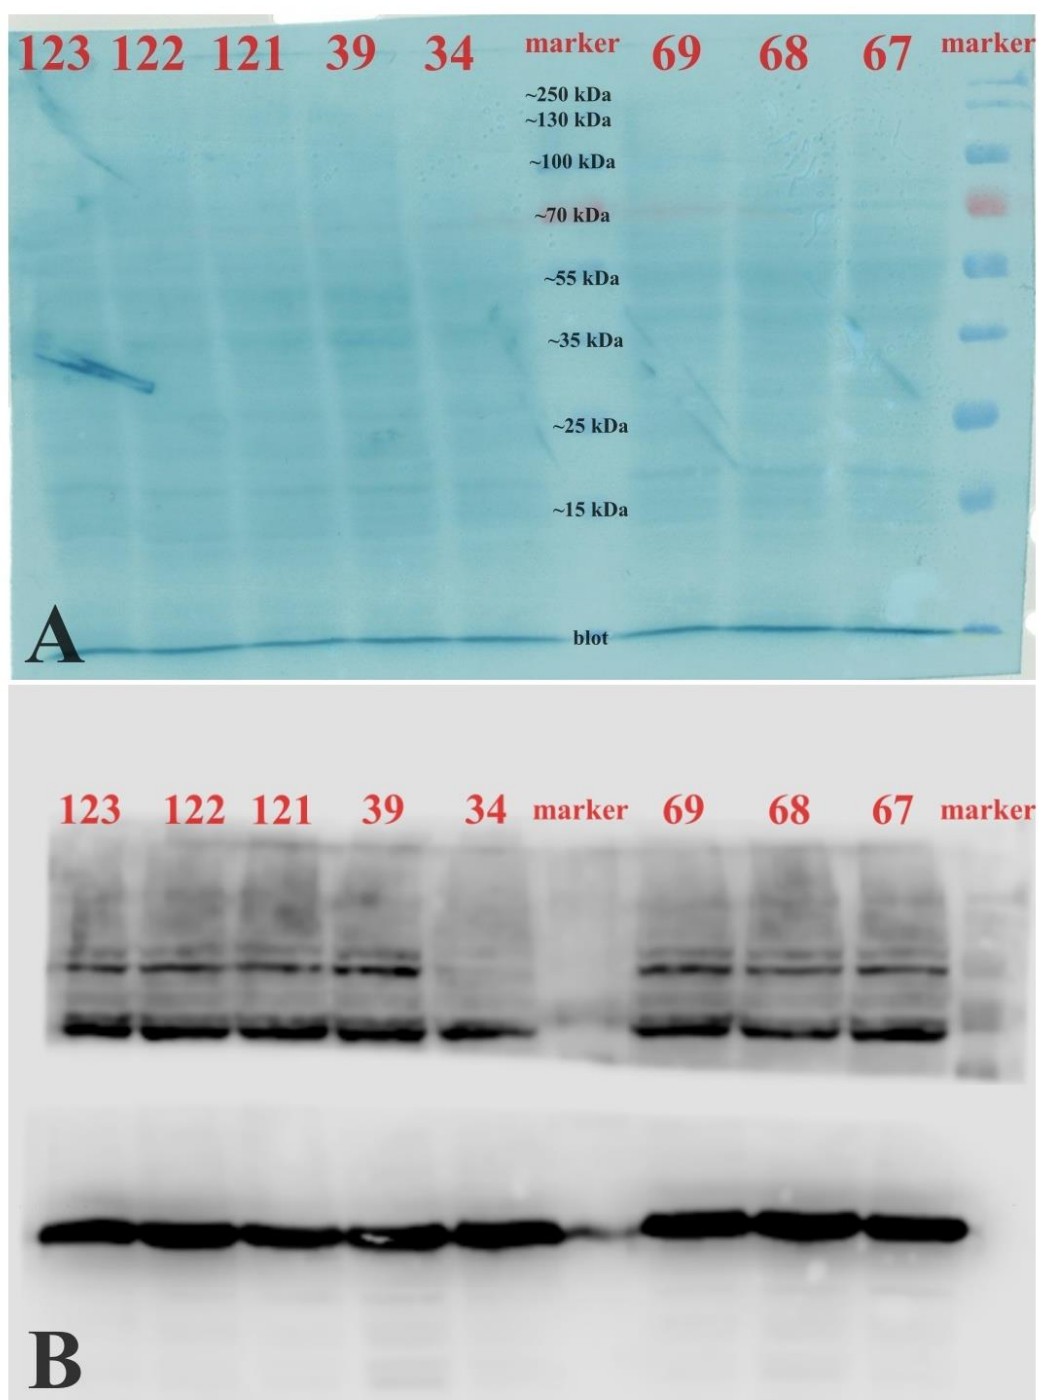 123 122 121 39 34 marker 69 68 67 marker
~250 kDa
~130 kDa
~100 kDa
~70 kDa
~55 kDa
~35 kDa
~25 kDa
~15 kDa
blot
A
123 122 121 39 34 marker 69 68 67 marker
B